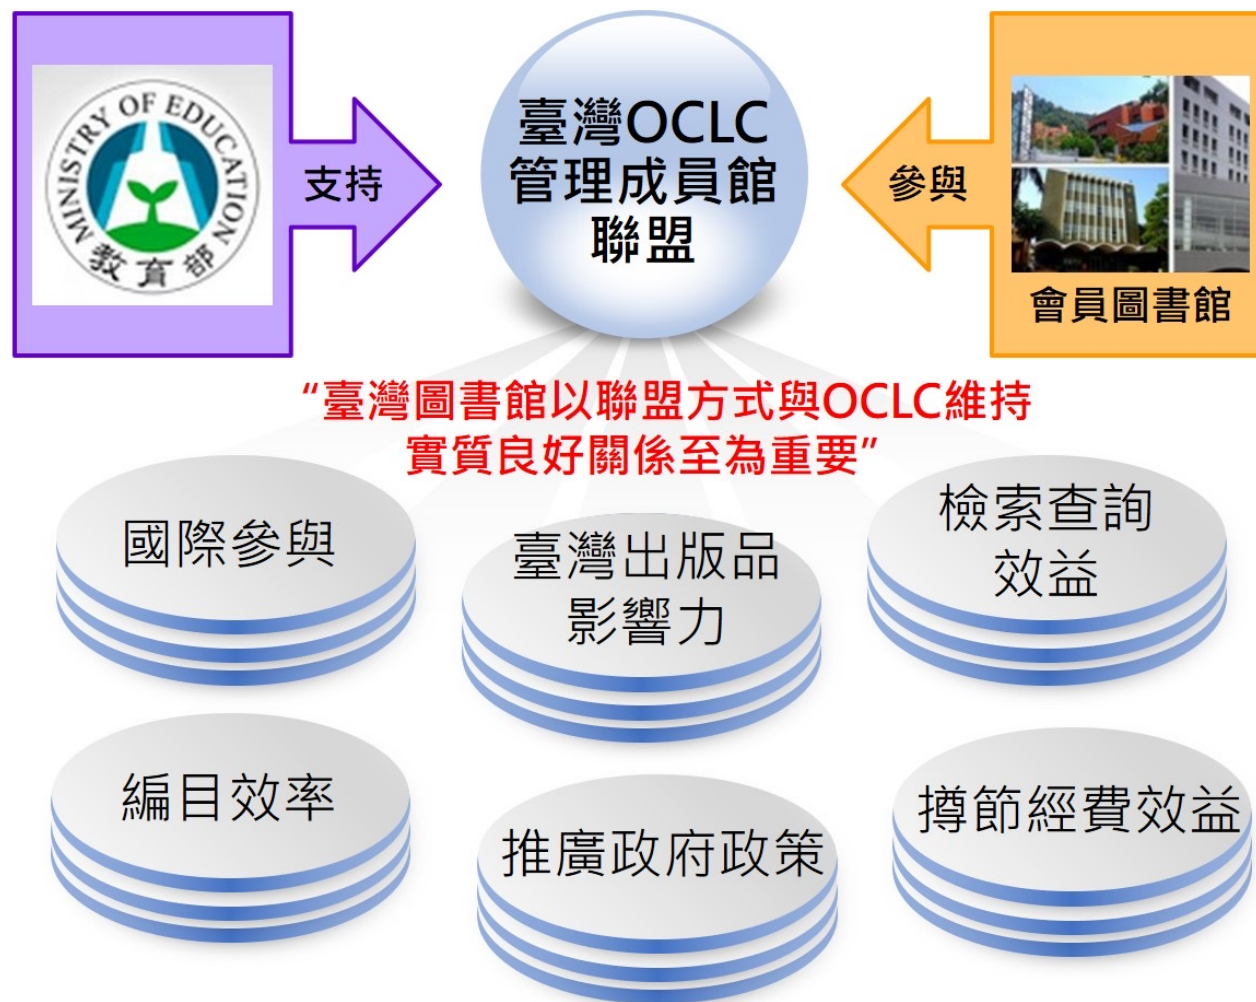 MINISTRY OF EDUCATION
教育部
支持
臺灣OCLC
管理成員館
聯盟
參與
會員圖書館
“臺灣圖書館以聯盟方式與OCLC維持
實質良好關係至為重要”
國際參與
臺灣出版品
影響力
檢索查詢
效益
編目效率
推廣政府政策
撙節經費效益